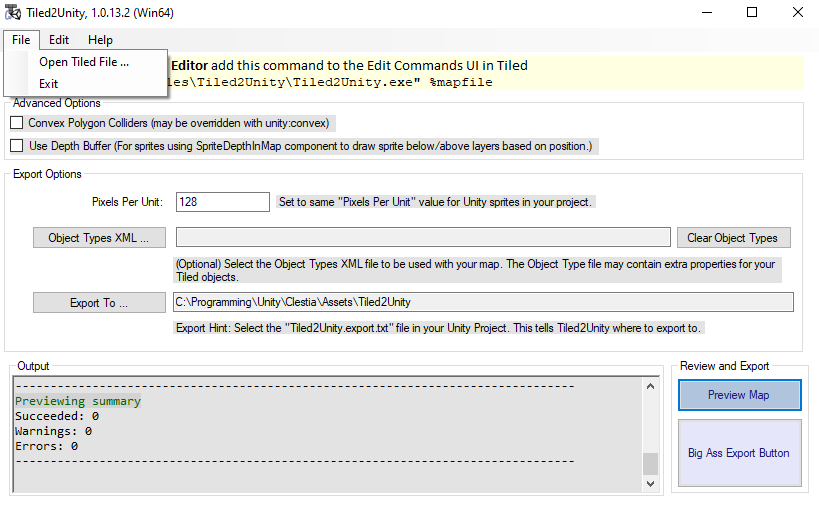 Tiled2Unity, 1.0.13.2 (Win64)
File Edit Help
Open Tiled File ...
Exit
Editor add this command to the Edit Commands UI in Tiled
les\Tiled2Unity\Tiled2Unity.exe" %mapfile
Advanced Options
Convex Polygon Colliders (may be overridden with unity:convex)
Use Depth Buffer (For sprites using SpriteDepthInMap component to draw sprite below/above layers based on position.)
Export Options
Pixels Per Unit: 128 Set to same "Pixels Per Unit" value for Unity sprites in your project.
Object Types XML ... Clear Object Types
(Optional) Select the Object Types XML file to be used with your map. The Object Type file may contain extra properties for your
Tiled objects.
Export To ... C:\Programming\Unity\Clestia\Assets\Tiled2Unity
Export Hint: Select the "Tiled2Unity.export.txt" file in your Unity Project. This tells Tiled2Unity where to export to.
Output
--------------------------------------------------------------------------------
Previewing summary
Succeeded: 0
Warnings: 0
Errors: 0
--------------------------------------------------------------------------------
Review and Export
Preview Map
Big Ass Export Button